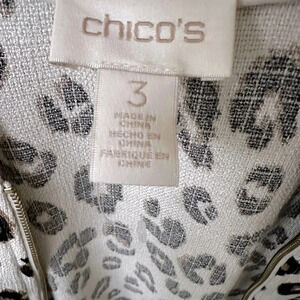 chico's
3
MADE IN
CHINA
HECHO EN
CHINA
FABRIQUÉ EN
CHINE